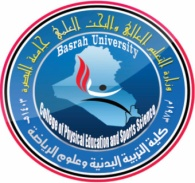 وزارة التعليم العالي والبحث العلمي / جامعة البصرة
Basrah University
College of Physical Education and Sports Science
كلية التربية البدنية وعلوم الرياضة